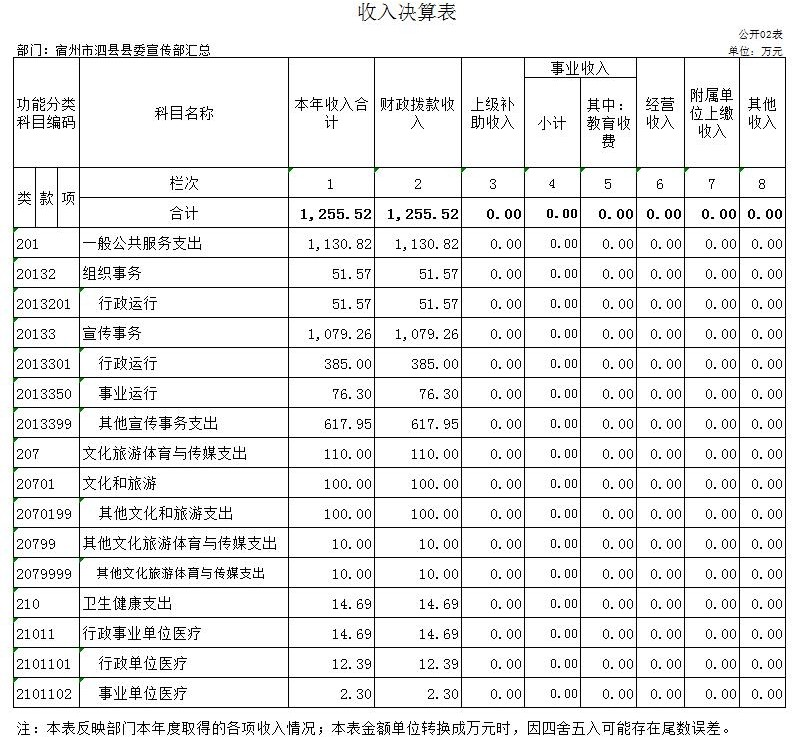 收入决算表
公开02表
部门：宿州市泗县县委宣传部汇总
单位：万元
功能分类科目编码 科目名称 本年收入合计 财政拨款收入 上级补助收入 事业收入 经营收入 附属单位上缴收入 其他收入
小计 其中：教育收费
类 款 项 栏次 1 2 3 4 5 6 7 8
合计 1,255.52 1,255.52 0.00 0.00 0.00 0.00 0.00 0.00
201 一般公共服务支出 1,130.82 1,130.82 0.00 0.00 0.00 0.00 0.00 0.00
20132 组织事务 51.57 51.57 0.00 0.00 0.00 0.00 0.00 0.00
2013201 行政运行 51.57 51.57 0.00 0.00 0.00 0.00 0.00 0.00
20133 宣传事务 1,079.26 1,079.26 0.00 0.00 0.00 0.00 0.00 0.00
2013301 行政运行 385.00 385.00 0.00 0.00 0.00 0.00 0.00 0.00
2013350 事业运行 76.30 76.30 0.00 0.00 0.00 0.00 0.00 0.00
2013399 其他宣传事务支出 617.95 617.95 0.00 0.00 0.00 0.00 0.00 0.00
207 文化旅游体育与传媒支出 110.00 110.00 0.00 0.00 0.00 0.00 0.00 0.00
20701 文化和旅游 100.00 100.00 0.00 0.00 0.00 0.00 0.00 0.00
2070199 其他文化和旅游支出 100.00 100.00 0.00 0.00 0.00 0.00 0.00 0.00
20799 其他文化旅游体育与传媒支出 10.00 10.00 0.00 0.00 0.00 0.00 0.00 0.00
2079999 其他文化旅游体育与传媒支出 10.00 10.00 0.00 0.00 0.00 0.00 0.00 0.00
210 卫生健康支出 14.69 14.69 0.00 0.00 0.00 0.00 0.00 0.00
21011 行政事业单位医疗 14.69 14.69 0.00 0.00 0.00 0.00 0.00 0.00
2101101 行政单位医疗 12.39 12.39 0.00 0.00 0.00 0.00 0.00 0.00
2101102 事业单位医疗 2.30 2.30 0.00 0.00 0.00 0.00 0.00 0.00
注：本表反映部门本年度取得的各项收入情况；本表金额单位转换成万元时，因四舍五入可能存在尾数误差。